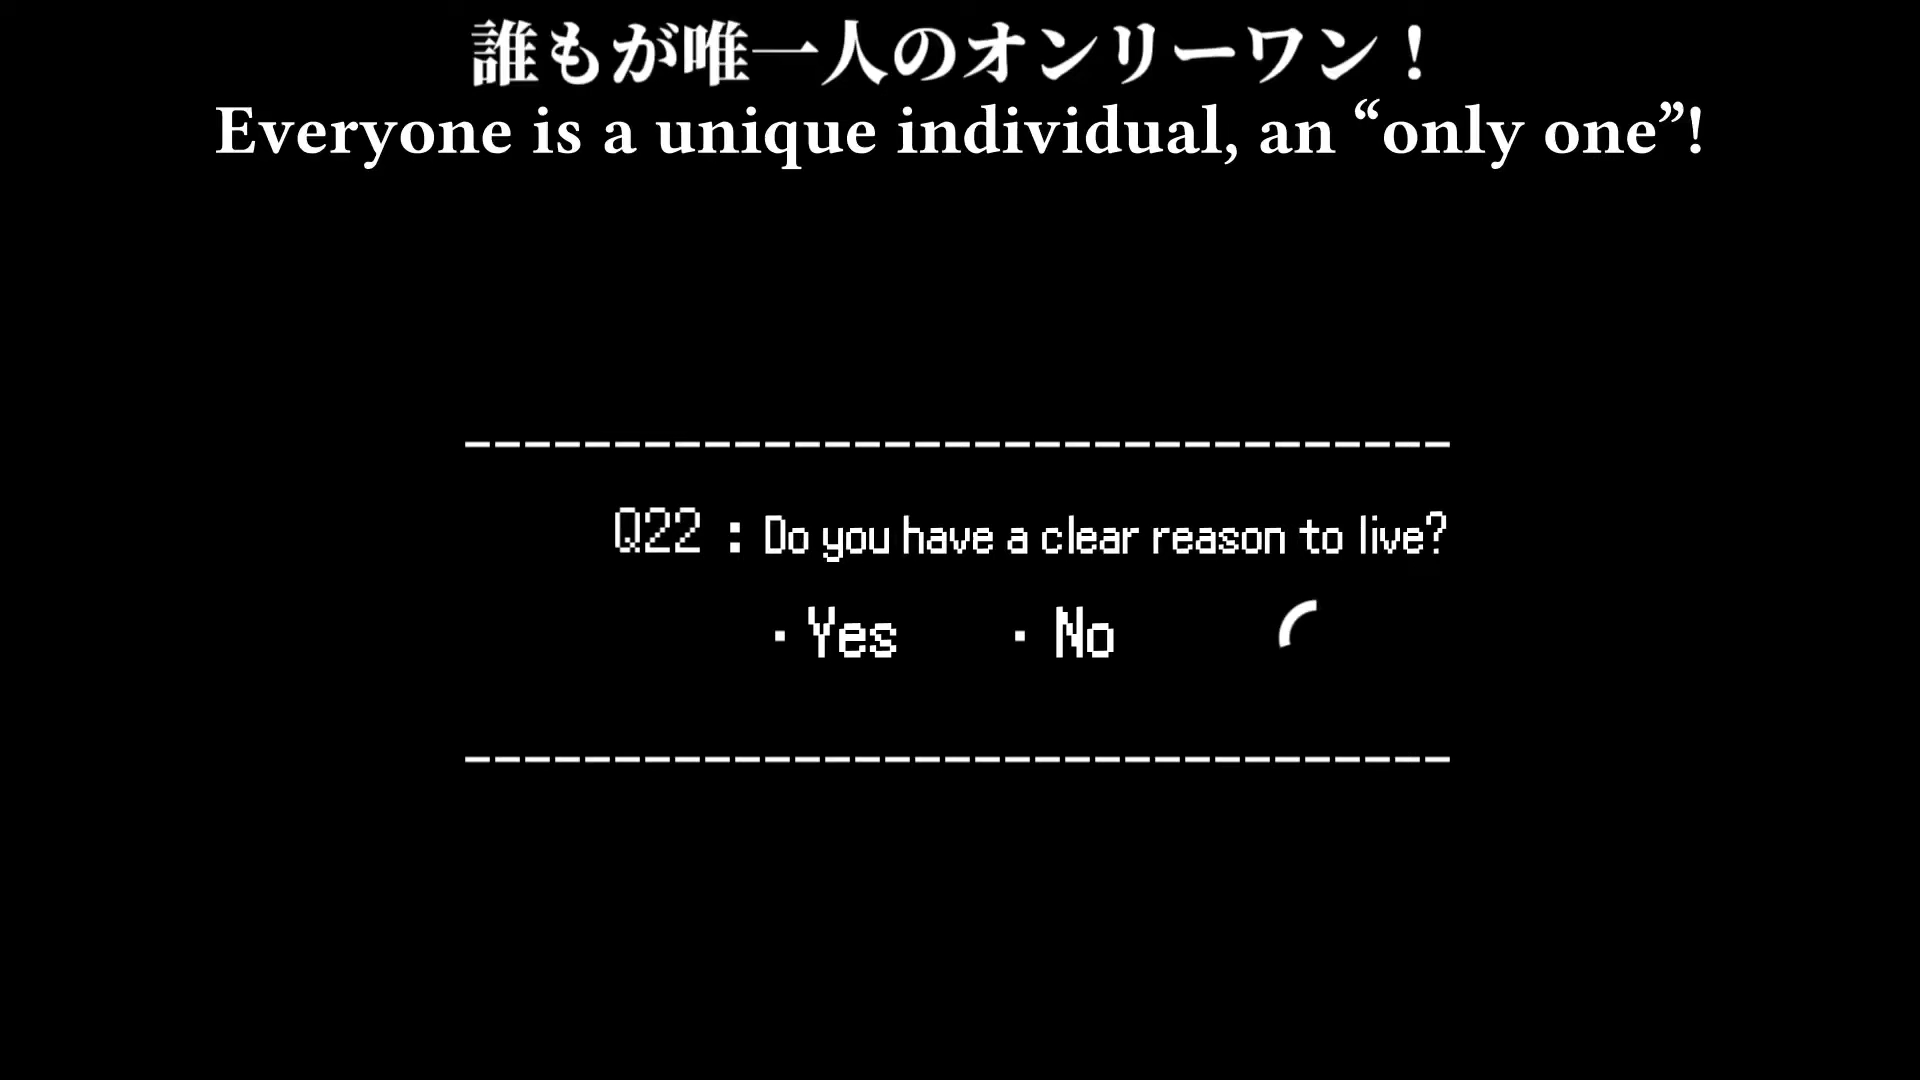 誰もが唯一人のオンリーワン！
Everyone is a unique individual, an “only one”!
Q22 : Do you have a clear reason to live?
· Yes · No